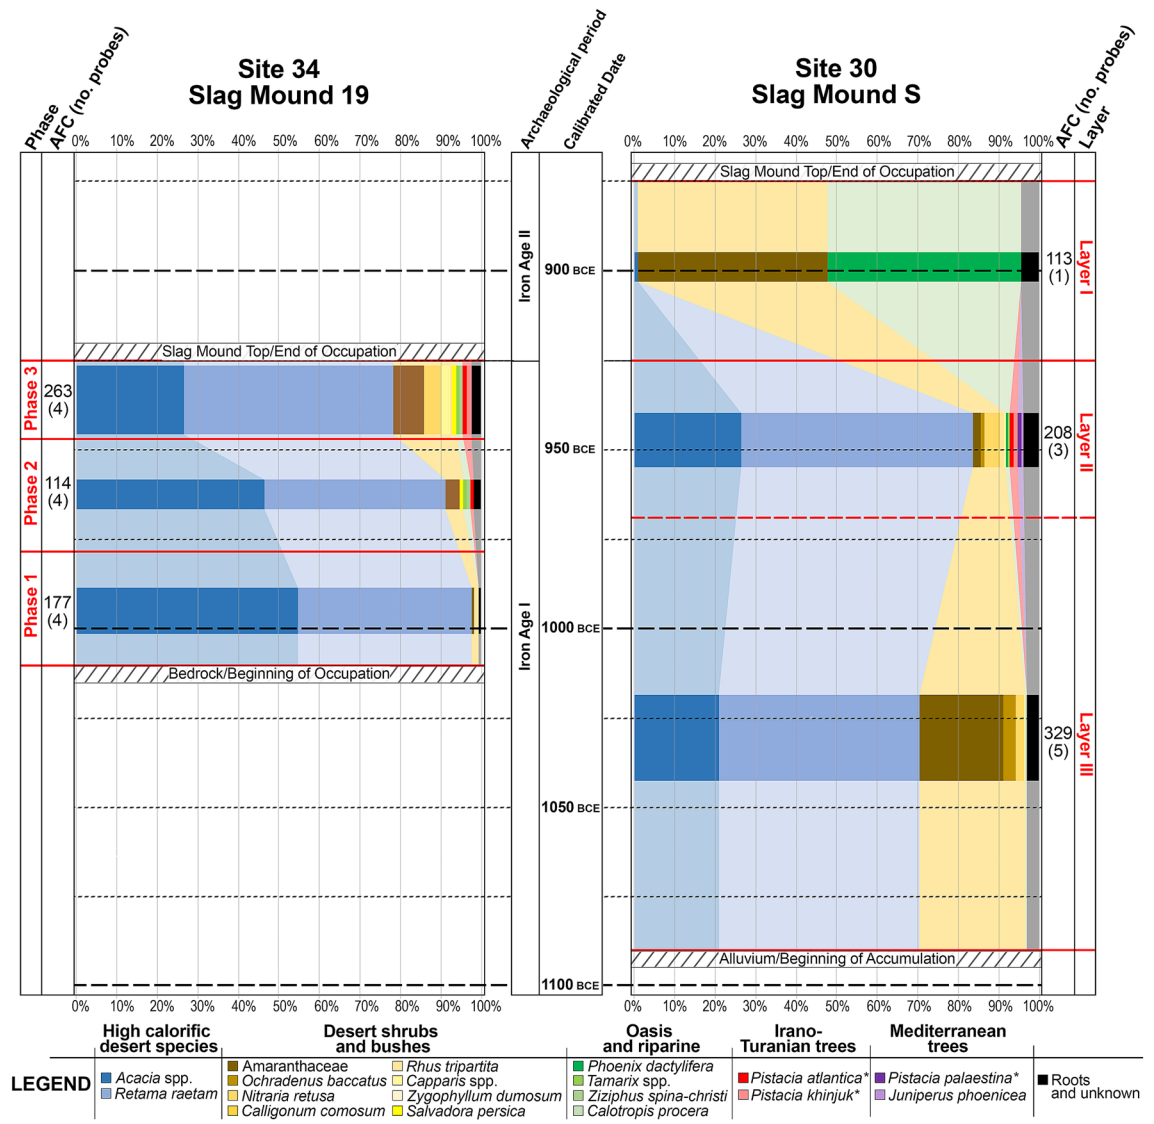 Site 34
Slag Mound 19
Site 30
Slag Mound S
Phase
AFC (no. probes)
Archaeological period
Calibrated Date
AFC (no. probes)
Layer
0% 10% 20% 30% 40% 50% 60% 70% 80% 90% 100%
0% 10% 20% 30% 40% 50% 60% 70% 80% 90% 100%
Slag Mound Top/End of Occupation
Iron Age II
900 BCE
113
(1)
Layer I
Slag Mound Top/End of Occupation
Phase 3
263
(4)
950 BCE
208
(3)
Layer II
Phase 2
114
(4)
Phase 1
177
(4)
Iron Age I
1000 BCE
Bedrock/Beginning of Occupation
329
(5)
Layer III
1050 BCE
Alluvium/Beginning of Accumulation
1100 BCE
0% 10% 20% 30% 40% 50% 60% 70% 80% 90% 100%
0% 10% 20% 30% 40% 50% 60% 70% 80% 90% 100%
LEGEND
High calorific
desert species
Acacia spp.
Retama raetam
Desert shrubs
and bushes
Amaranthaceae
Ochradenus baccatus
Nitraria retusa
Calligonum comosum
Rhus tripartita
Capparis spp.
Zygophyllum dumosum
Salvadora persica
Oasis
and riparine
Phoenix dactylifera
Tamarix spp.
Ziziphus spina-christi
Calotropis procera
Irano-
Turanian trees
Pistacia atlantica*
Pistacia khinjuk*
Mediterranean
trees
Pistacia palaestina*
Juniperus phoenicea
Roots
and unknown